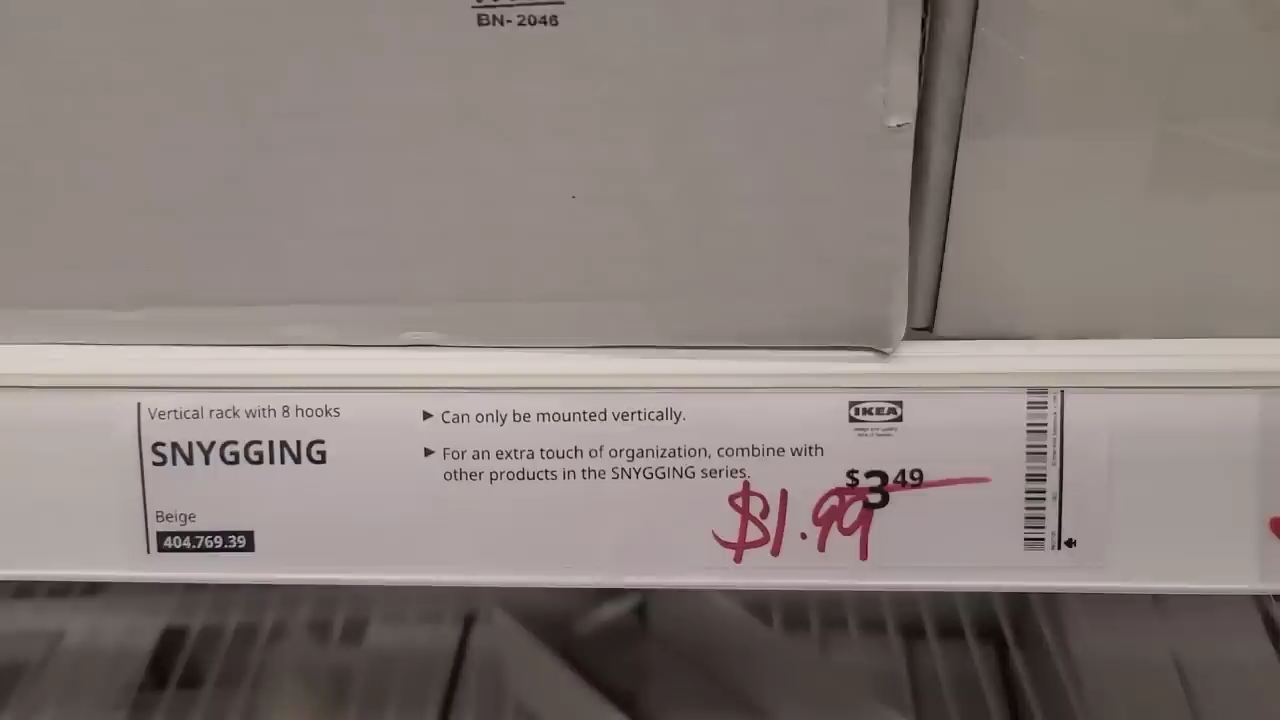 BN- 2046
Vertical rack with 8 hooks
SNYGGING
Beige
404.769.39
▶ Can only be mounted vertically.
▶ For an extra touch of organization, combine with
other products in the SNYGGING series.
IKEA
$3.49
$1.99